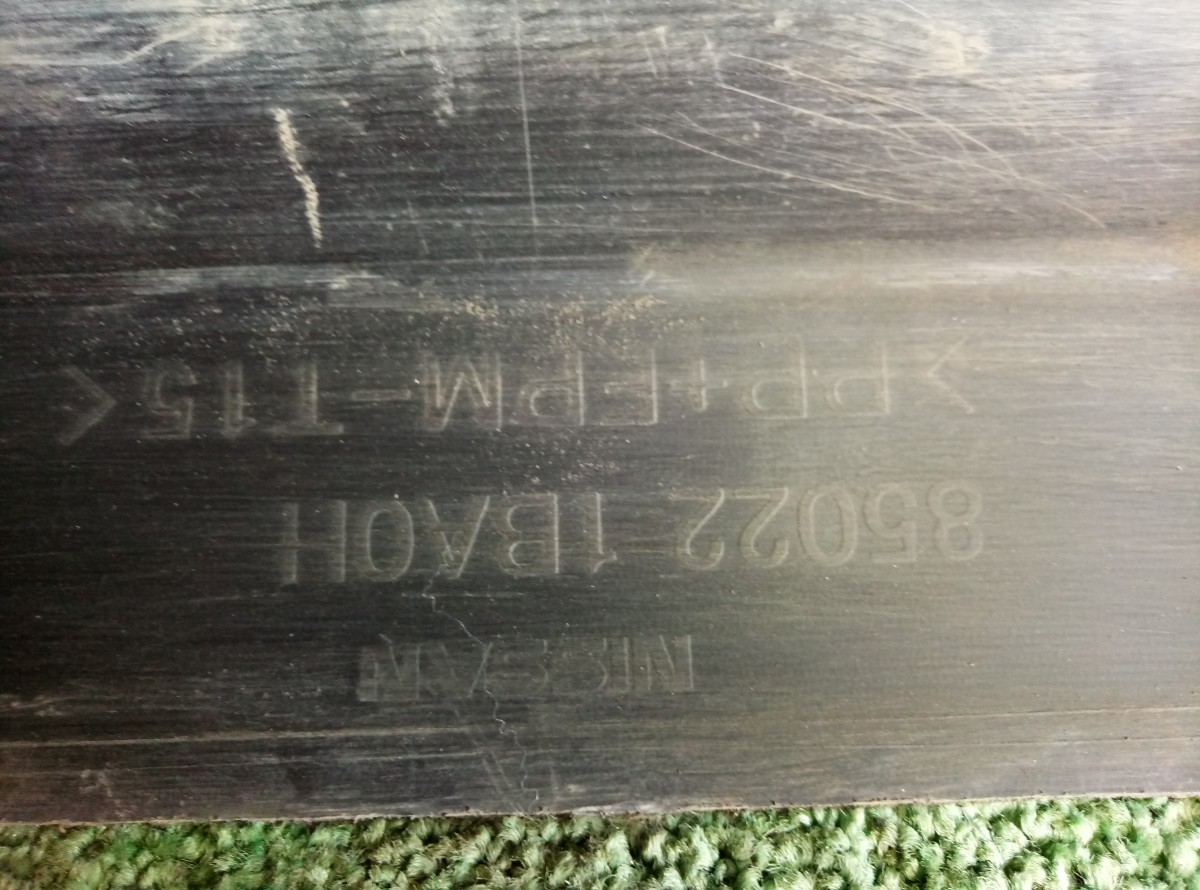 NISSAN
85022 1BA0H
>PP+EPM-T15<